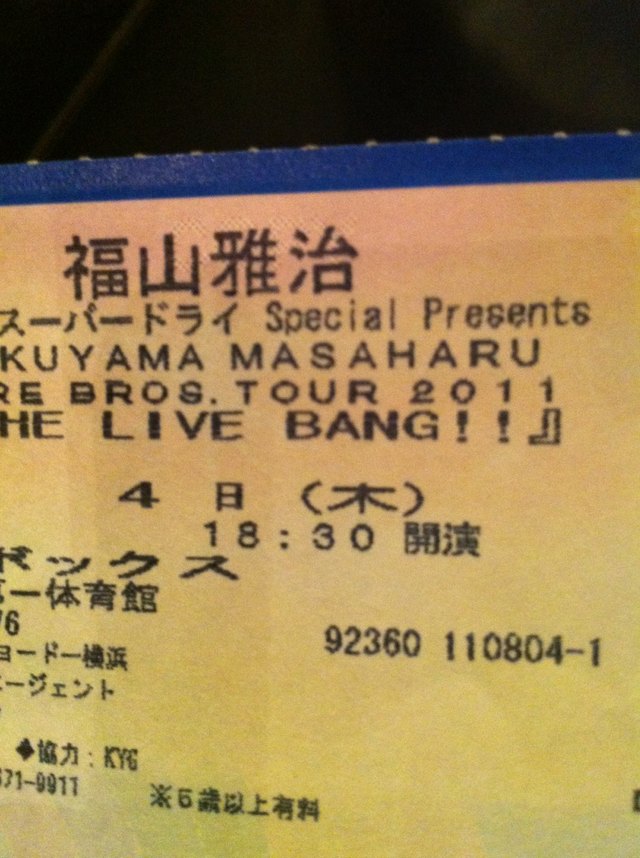 福山雅治
スーパードライ Special Presents
KUYAMA MASAHARU
RE BROS. TOUR 2011
HE LIVE BANG!!』
4日 (木)
18:30 開演
ボックス
一体育館
76
ョードー横浜
92360 110804-1
ージェント
◆協力:KYG
371-9911
※6歳以上有料